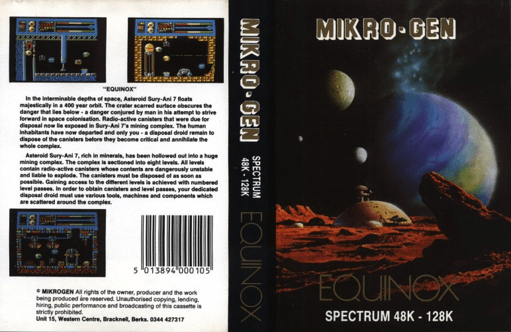 "EQUINOX"
In the interminable depths of space, Asteroid Sury-Ani 7 floats
majestically in a 400 year orbit. The crater scarred surface obscures the
danger that lies below - a danger conjured by man in his attempt to strive
forward in space colonisation. Radio-active canisters that were due for
disposal now lie exposed in Sury-Ani 7's mining complex. The human
inhabitants have now departed and only you - a disposal droid remain to
dispose of the canisters before they become critical and annihilate the
whole complex.
Asteroid Sury-Ani 7, rich in minerals, has been hollowed out into a huge
mining complex. The complex is sectioned into eight levels. All levels
contain radio-active canisters whose contents are dangerously unstable
and liable to explode. The canisters must be disposed of as soon as
possible. Gaining access to the different levels is achieved with numbered
level passes. In order to obtain canisters and level passes, your dedicated
disposal droid must use various tools, machines and components which
are scattered around the complex.
5 013894 000105
© MIKROGEN All rights of the owner, producer and the work
being produced are reserved. Unauthorised copying, lending,
hiring, public performance and broadcasting of this cassette is
strictly prohibited.
Unit 15, Western Centre, Bracknell, Berks. 0344 427317
MIKRO-GEN
SPECTRUM
48K - 128K
EQUINOX
MIKRO-GEN
EQUINOX
SPECTRUM 48K - 128K